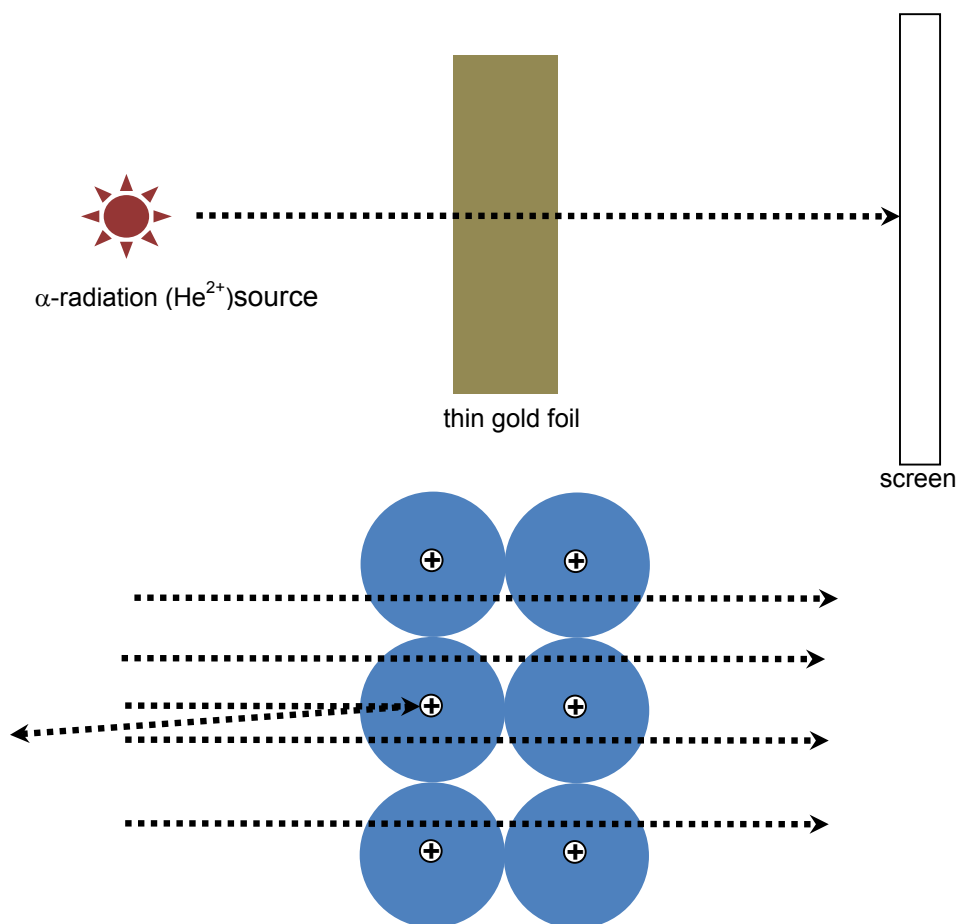 α-radiation (He²⁺)source
thin gold foil
screen
+ +
+ +
+ +